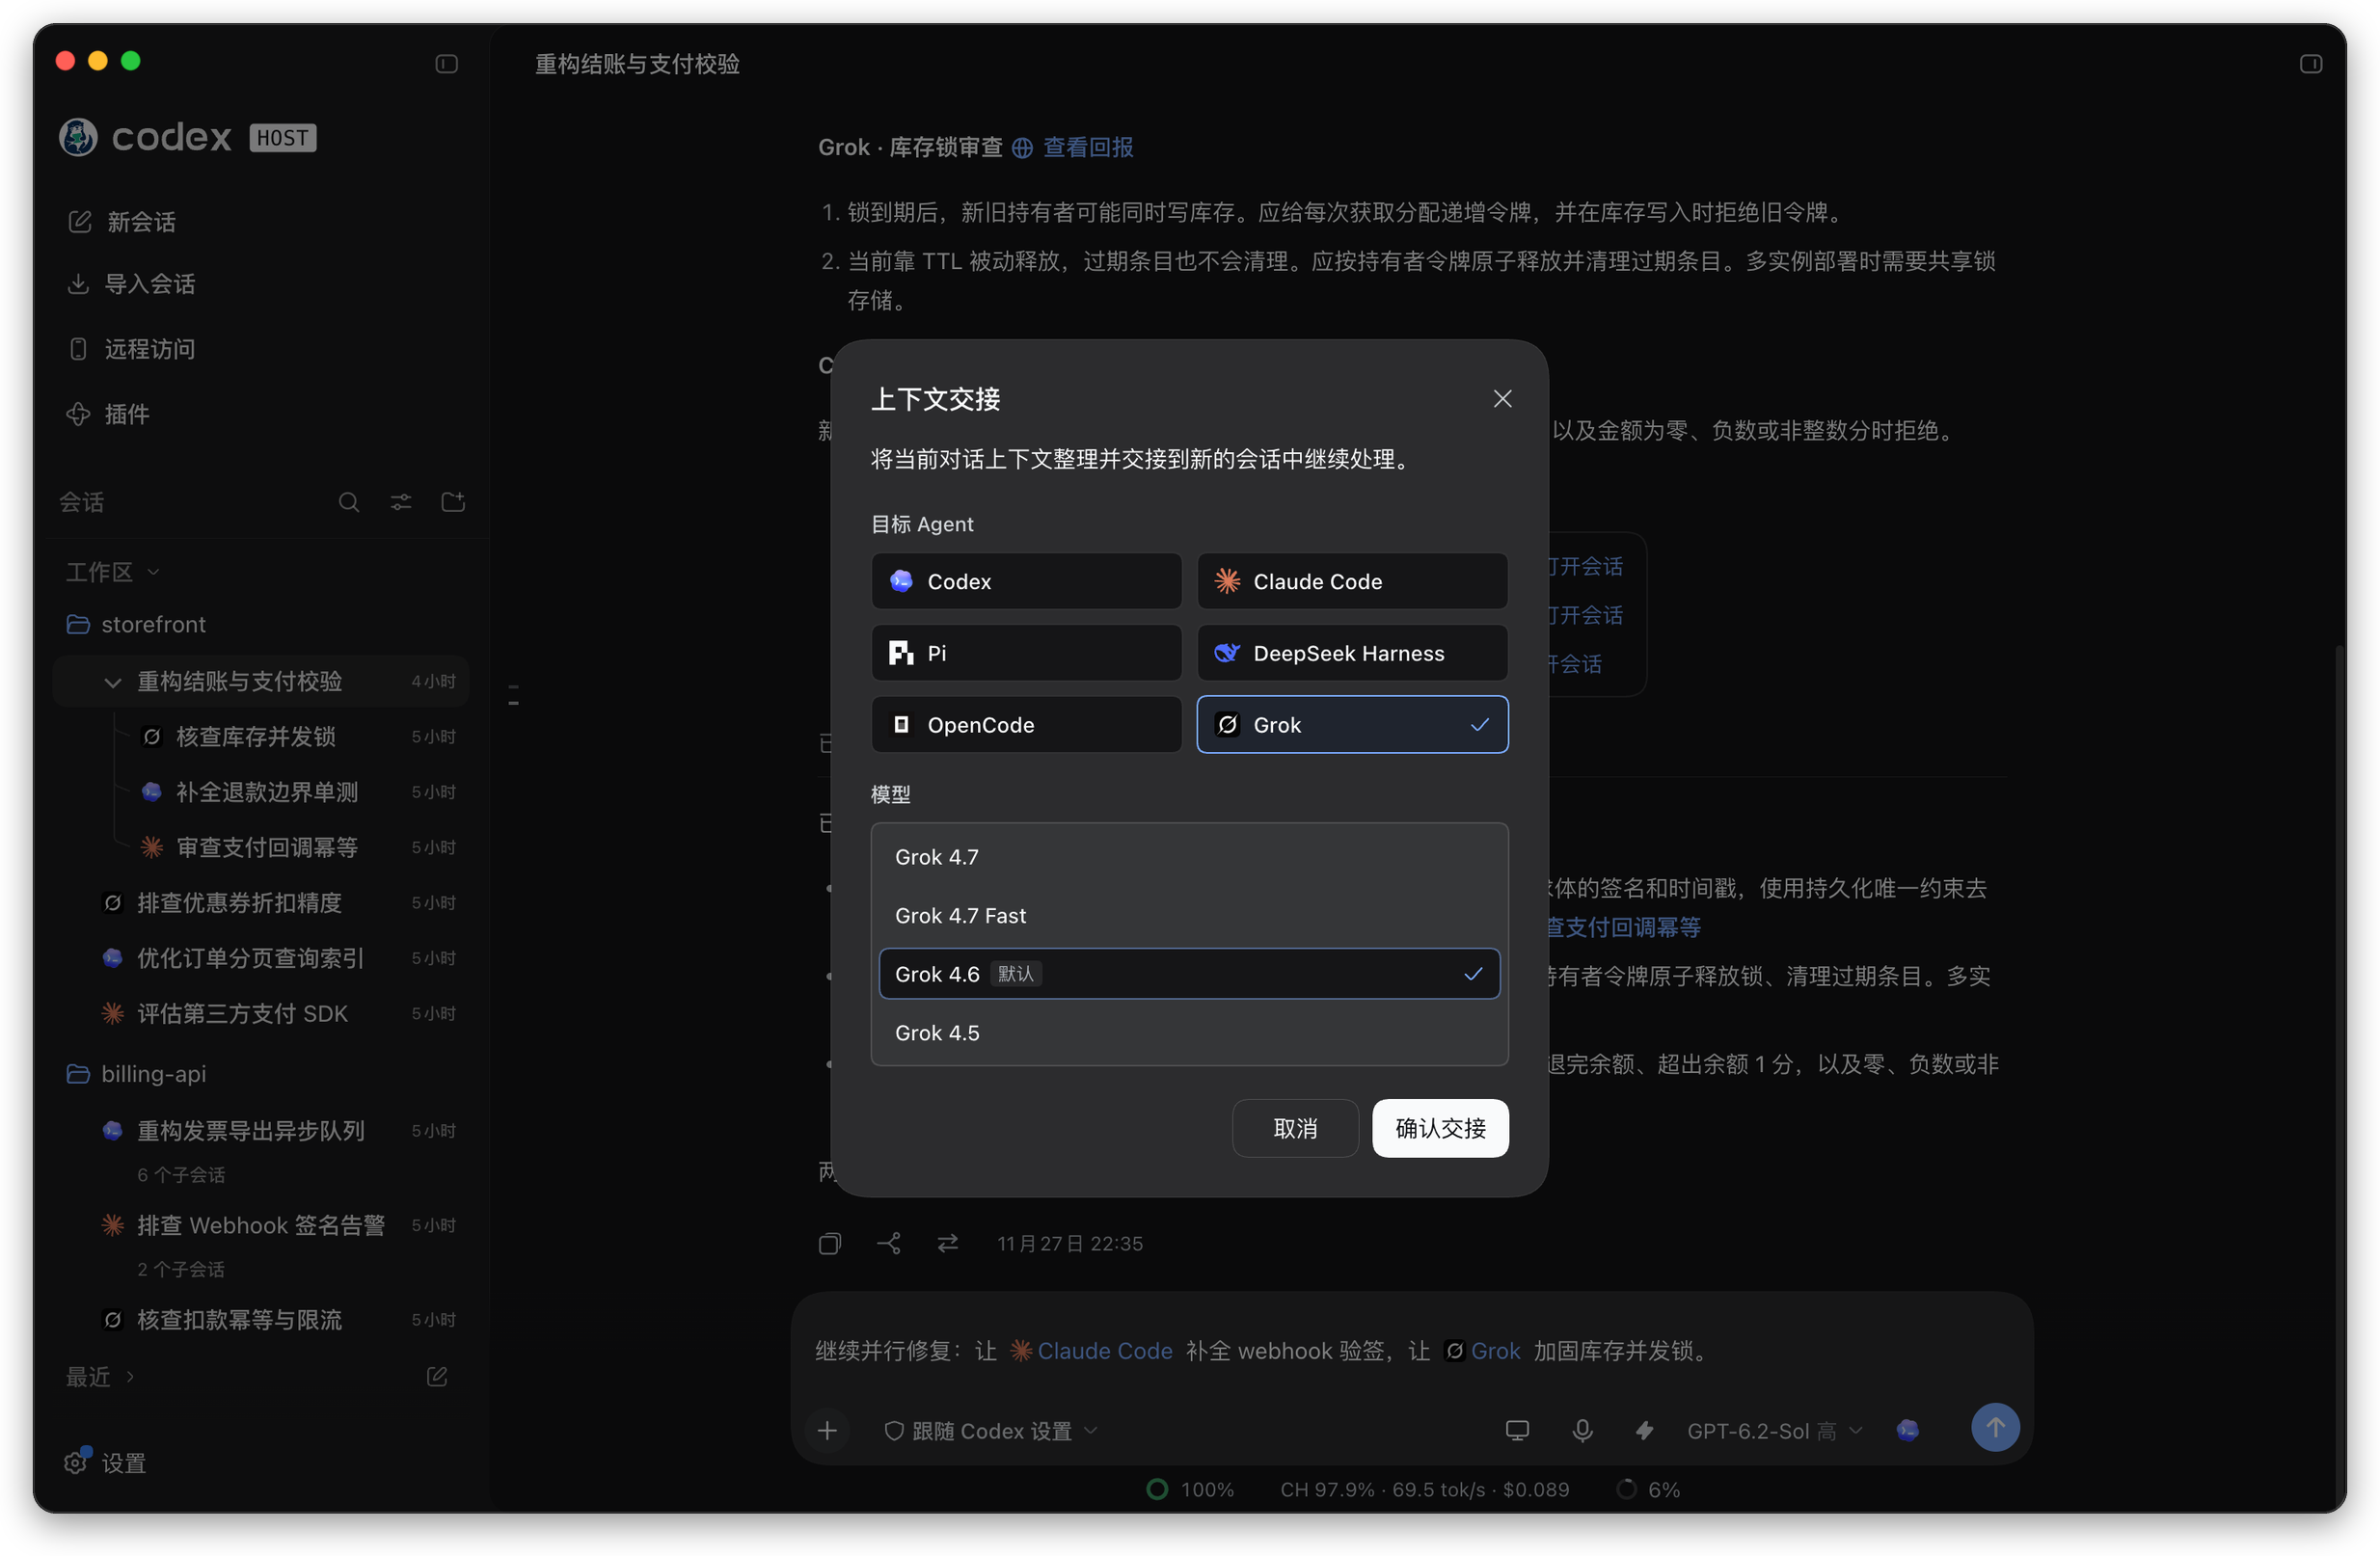 重构结账与支付校验
codex HOST
新会话
导入会话
远程访问
插件
会话
工作区
storefront
重构结账与支付校验 4小时
核查库存并发锁 5小时
补全退款边界单测 5小时
审查支付回调幂等 5小时
排查优惠券折扣精度 5小时
优化订单分页查询索引 5小时
评估第三方支付 SDK 5小时
billing-api
重构发票导出异步队列 5小时
6 个子会话
排查 Webhook 签名告警 5小时
2 个子会话
核查扣款幂等与限流 5小时
最近
设置
Grok · 库存锁审查 查看回报
1. 锁到期后，新旧持有者可能同时写库存。应给每次获取分配递增令牌，并在库存写入时拒绝旧令牌。
2. 当前靠 TTL 被动释放，过期条目也不会清理。应按持有者令牌原子释放并清理过期条目。多实例部署时需要共享锁
存储。
以及金额为零、负数或非整数分时拒绝。
开会话
开会话
开会话
体的签名和时间戳，使用持久化唯一约束去
查支付回调幂等
有者令牌原子释放锁、清理过期条目。多实
退完余额、超出余额 1 分，以及零、负数或非
上下文交接
将当前对话上下文整理并交接到新的会话中继续处理。
目标 Agent
Codex
Claude Code
Pi
DeepSeek Harness
OpenCode
Grok
模型
Grok 4.7
Grok 4.7 Fast
Grok 4.6 默认
Grok 4.5
取消
确认交接
11月27日 22:35
继续并行修复：让 Claude Code 补全 webhook 验签，让 Grok 加固库存并发锁。
跟随 Codex 设置
GPT-6.2-Sol 高
100%
CH 97.9% · 69.5 tok/s · $0.089
6%